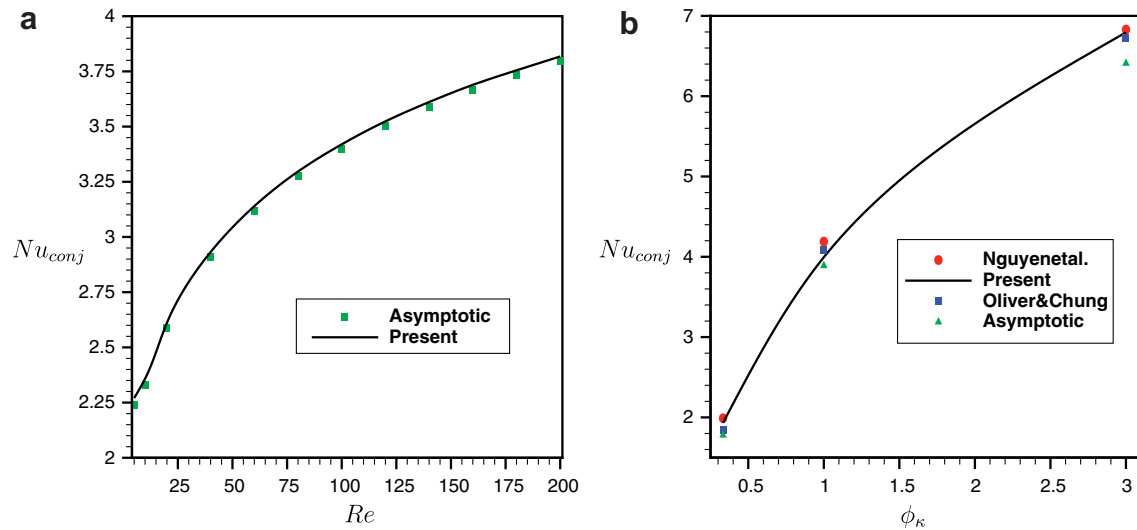 a
4
3.75
3.5
3.25
3
2.75
2.5
2.25
2
Nu_conj
25 50 75 100 125 150 175 200
Re
Asymptotic
Present
b
7
6
5
4
3
2
Nu_conj
0.5 1 1.5 2 2.5 3
ϕ_κ
Nguyenetal.
Present
Oliver&Chung
Asymptotic